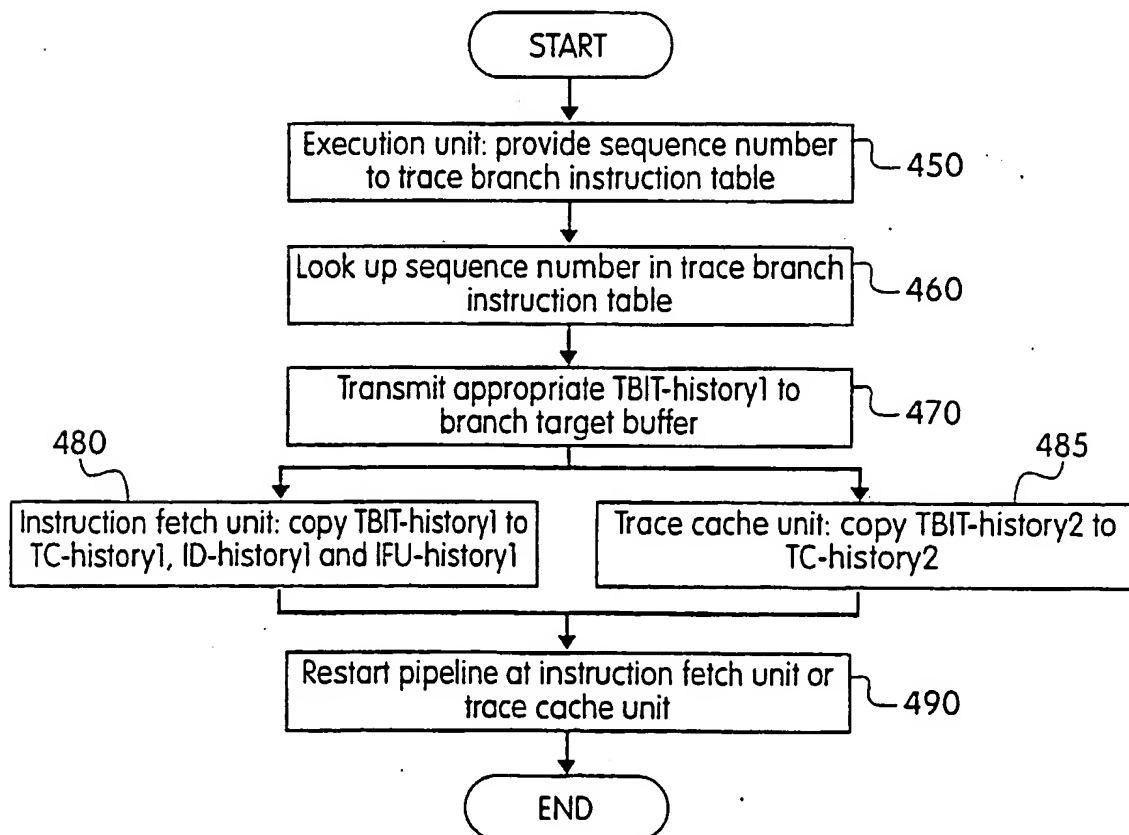 START
Execution unit: provide sequence number
to trace branch instruction table
450
Look up sequence number in trace branch
instruction table
460
Transmit appropriate TBIT-history1 to
branch target buffer
470
480
485
Instruction fetch unit: copy TBIT-history1 to
TC-history1, ID-history1 and IFU-history1
Trace cache unit: copy TBIT-history2 to
TC-history2
Restart pipeline at instruction fetch unit or
trace cache unit
490
END